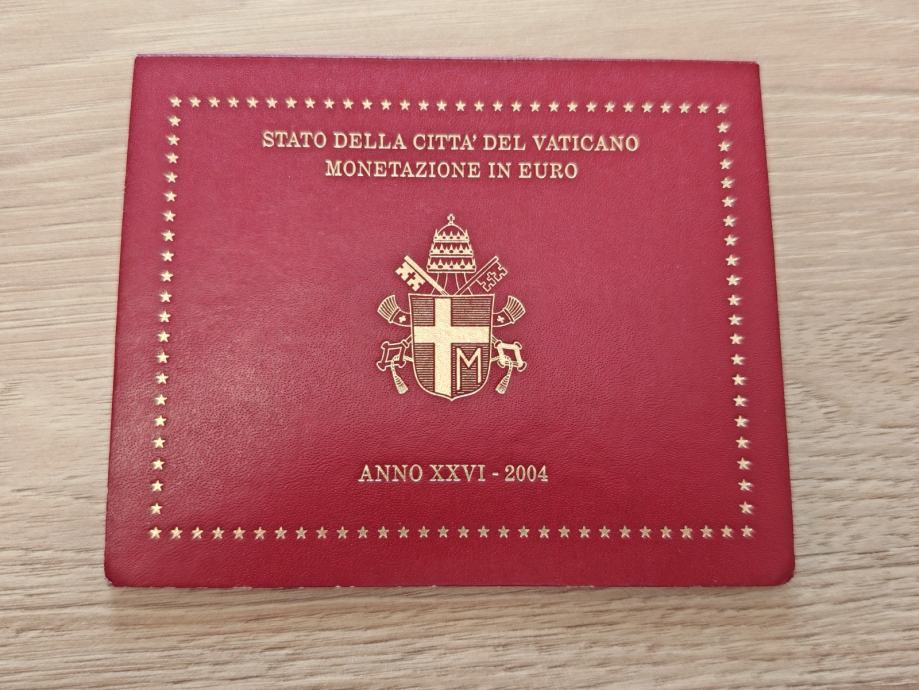 STATO DELLA CITTA' DEL VATICANO
MONETAZIONE IN EURO
M
ANNO XXVI - 2004